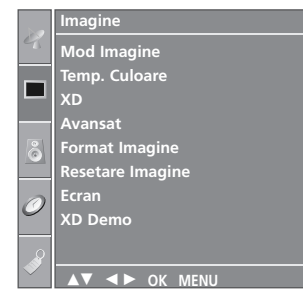 Imagine
Mod Imagine
Temp. Culoare
XD
Avansat
Format Imagine
Resetare Imagine
Ecran
XD Demo
▲▼ ◄► OK MENU